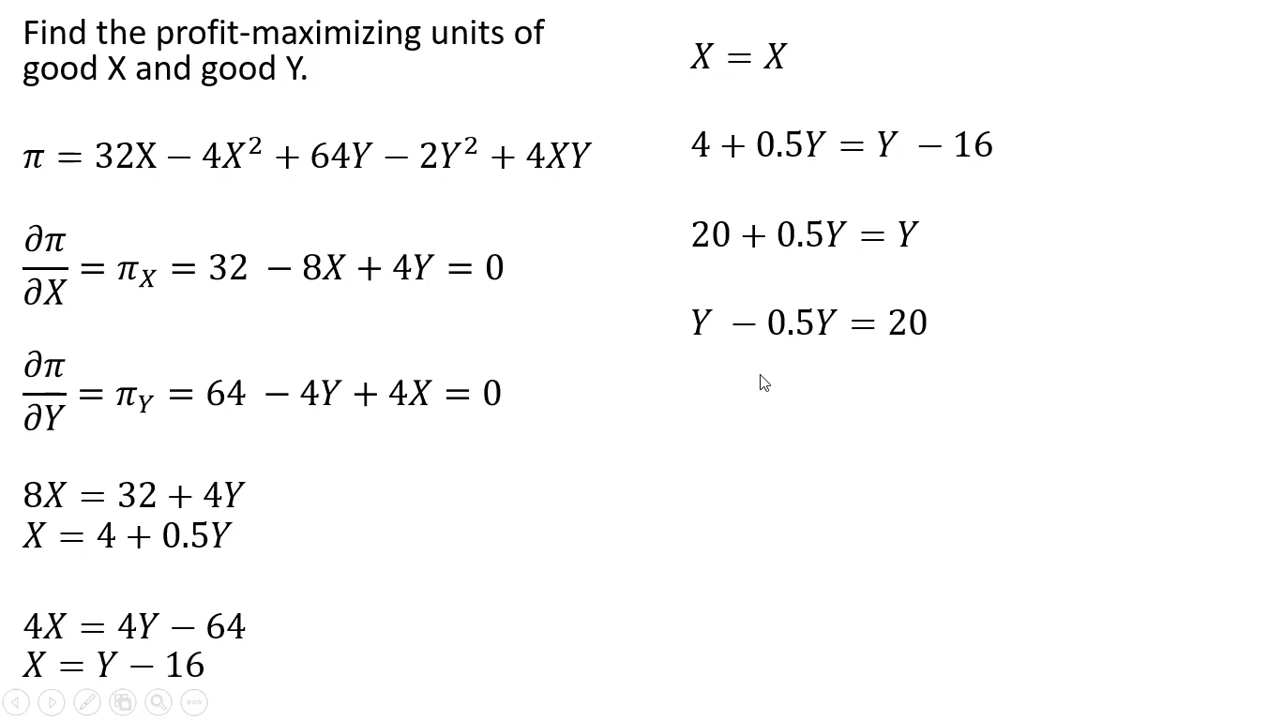 Find the profit-maximizing units of
good X and good Y.
π = 32X − 4X² + 64Y − 2Y² + 4XY
∂π/∂X = π_X = 32 − 8X + 4Y = 0
∂π/∂Y = π_Y = 64 − 4Y + 4X = 0
8X = 32 + 4Y
X = 4 + 0.5Y
4X = 4Y − 64
X = Y − 16
X = X
4 + 0.5Y = Y − 16
20 + 0.5Y = Y
Y − 0.5Y = 20